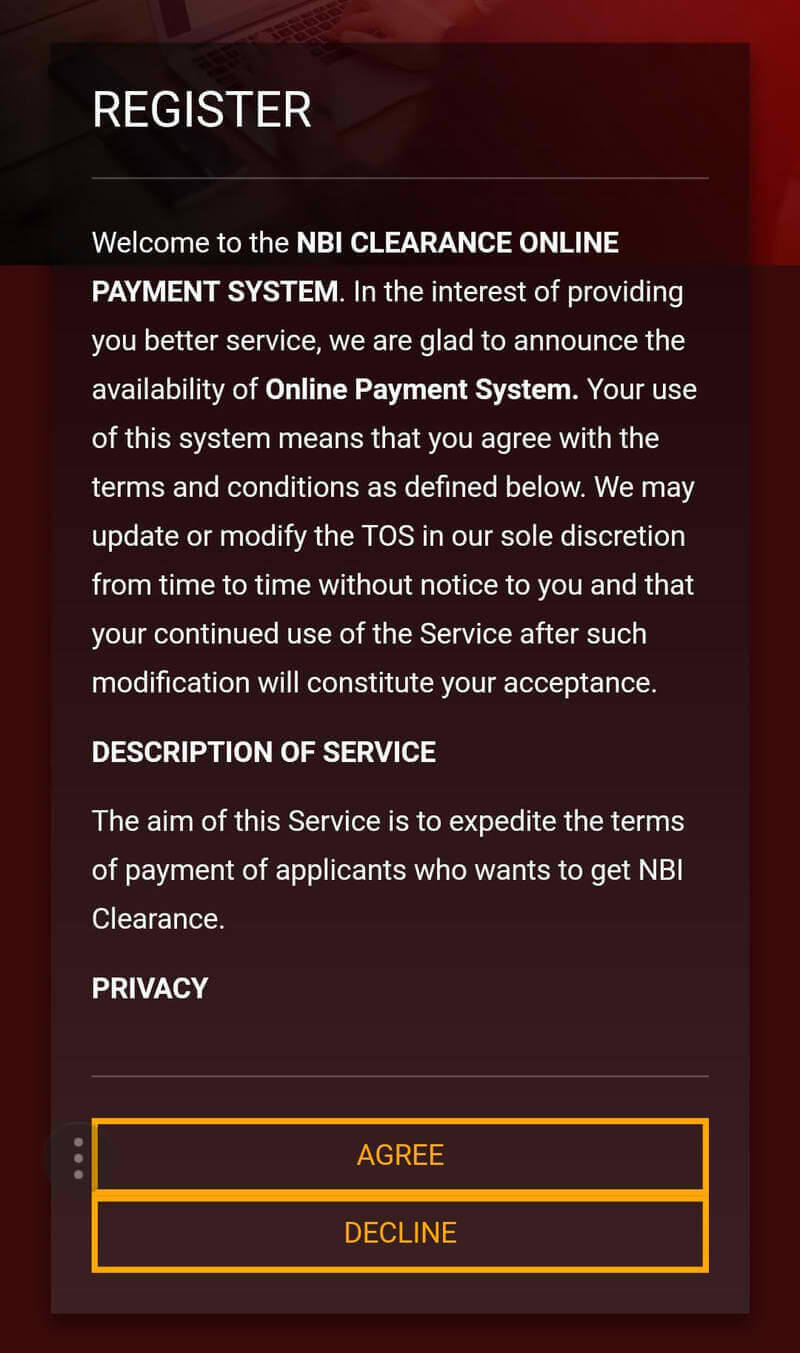 REGISTER
Welcome to the NBI CLEARANCE ONLINE
PAYMENT SYSTEM. In the interest of providing
you better service, we are glad to announce the
availability of Online Payment System. Your use
of this system means that you agree with the
terms and conditions as defined below. We may
update or modify the TOS in our sole discretion
from time to time without notice to you and that
your continued use of the Service after such
modification will constitute your acceptance.
DESCRIPTION OF SERVICE
The aim of this Service is to expedite the terms
of payment of applicants who wants to get NBI
Clearance.
PRIVACY
AGREE
DECLINE